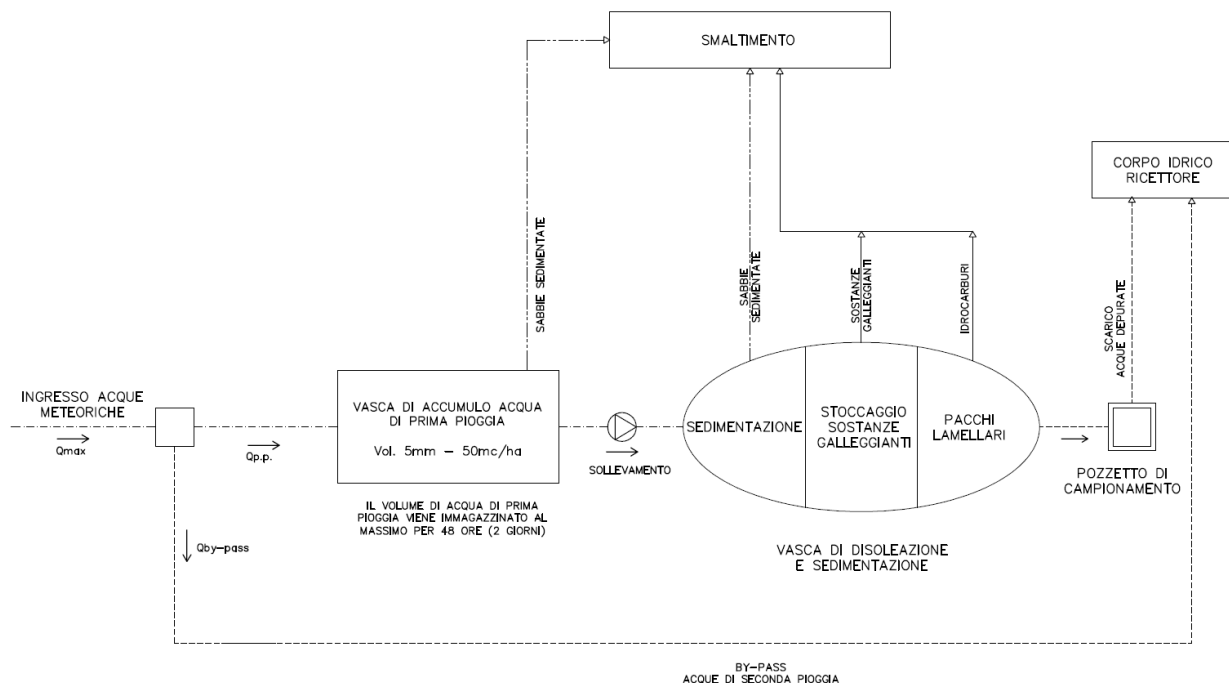 SMALTIMENTO
CORPO IDRICO
RICETTORE
SABBIE SEDIMENTATE
SABBIE
SEDIMENTATE
SOSTANZE
GALLEGGIANTI
IDROCARBURI
SCARICO
ACQUE DEPURATE
INGRESSO ACQUE
METEORICHE
Qmax
Qp.p.
VASCA DI ACCUMULO ACQUA
DI PRIMA PIOGGIA
Vol. 5mm – 50mc/ha
SOLLEVAMENTO
SEDIMENTAZIONE
STOCCAGGIO
SOSTANZE
GALLEGGIANTI
PACCHI
LAMELLARI
POZZETTO DI
CAMPIONAMENTO
IL VOLUME DI ACQUA DI PRIMA
PIOGGIA VIENE IMMAGAZZINATO AL
MASSIMO PER 48 ORE (2 GIORNI)
Qby-pass
VASCA DI DISOLEAZIONE
E SEDIMENTAZIONE
BY-PASS
ACQUE DI SECONDA PIOGGIA